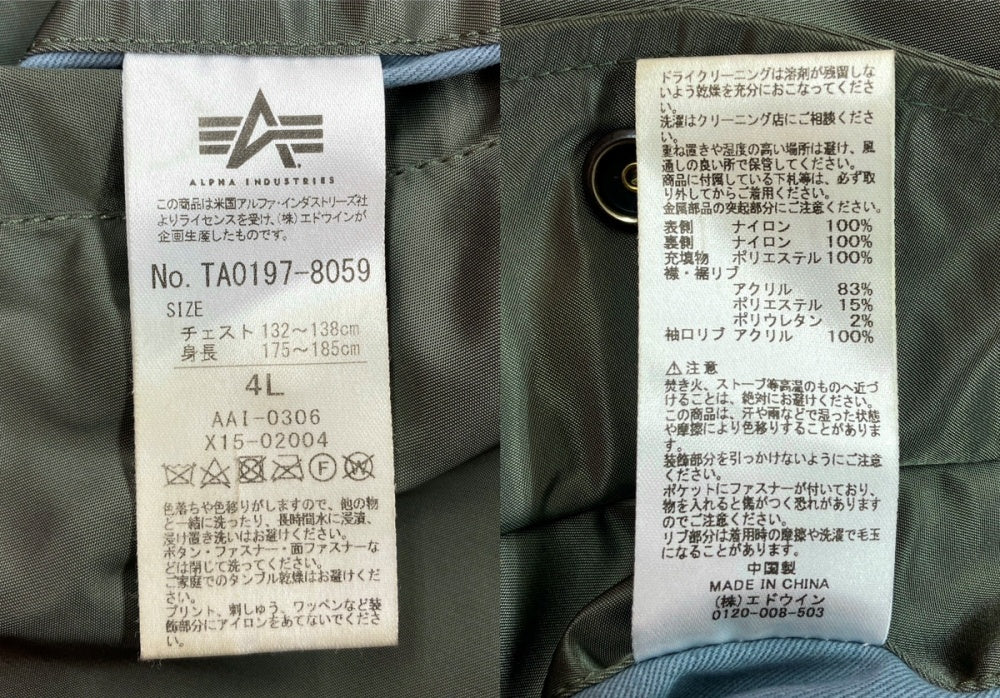 ALPHA INDUSTRIES
この商品は米国アルファ・インダストリーズ社
よりライセンスを受け、(株)エドウインが
企画生産したものです。
No. TA0197-8059
SIZE
チェスト 132～138cm
身長 175～185cm
4L
AAI-0306
X15-02004
F
W
色落ちや色移りがしますので、他の物
と一緒に洗ったり、長時間水に浸漬、
浸け置き洗いはお避けください。
ボタン・ファスナー・面ファスナーな
どは閉じて洗ってください。
ご家庭でのタンブル乾燥はお避けくだ
さい。
プリント、刺しゅう、ワッペンなど装
飾部分にアイロンをあてないでくださ
い。
ドライクリーニングは溶剤が残留しな
いよう乾燥を充分におこなってくださ
い。
洗濯はクリーニング店にご相談くださ
い。
重ね置きや湿度の高い場所は避け、風
通しの良い所で保管してください。
商品に付属している下札等は、必ず取
り外してからご着用ください。
金属部品の突起部分にご注意ください。
表側 ナイロン 100%
裏側 ナイロン 100%
充填物 ポリエステル 100%
襟・裾リブ
アクリル 83%
ポリエステル 15%
ポリウレタン 2%
袖口リブ アクリル 100%
⚠注意
焚き火、ストーブ等高温のものへ近づ
けることは、絶対にお避けください。
この商品は、汗や雨などで湿った状態
や摩擦により色移りすることがありま
す。
装飾部分を引っかけないようにご注意
ください。
ポケットにファスナーが付いており、
物を入れると傷がつく恐れがあります
のでご注意ください。
リブ部分は着用時の摩擦や洗濯で毛玉
になることがあります。
中国製
MADE IN CHINA
(株)エドウイン
0120-008-503